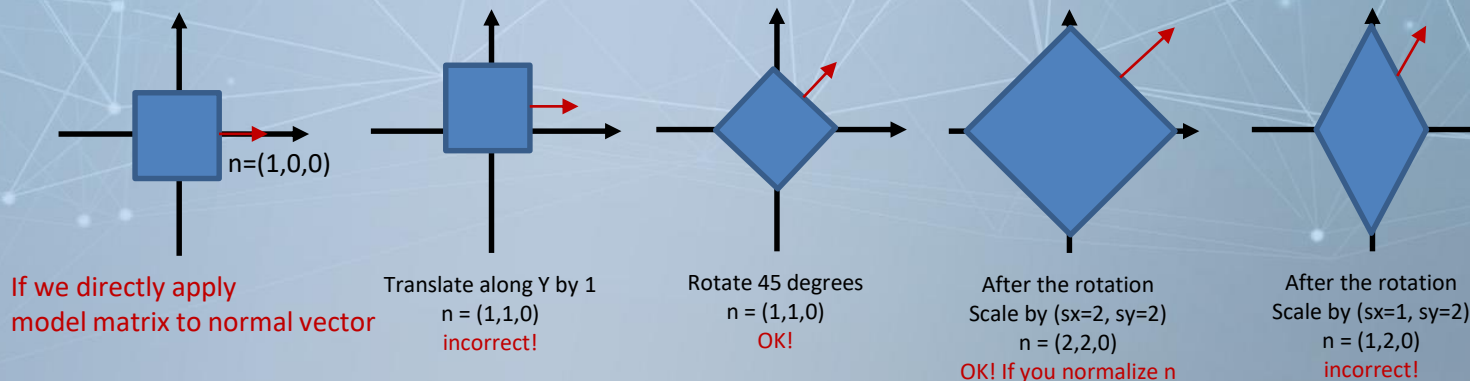 n=(1,0,0)
If we directly apply
model matrix to normal vector
Translate along Y by 1
n = (1,1,0)
incorrect!
Rotate 45 degrees
n = (1,1,0)
OK!
After the rotation
Scale by (sx=2, sy=2)
n = (2,2,0)
OK! If you normalize n
After the rotation
Scale by (sx=1, sy=2)
n = (1,2,0)
incorrect!